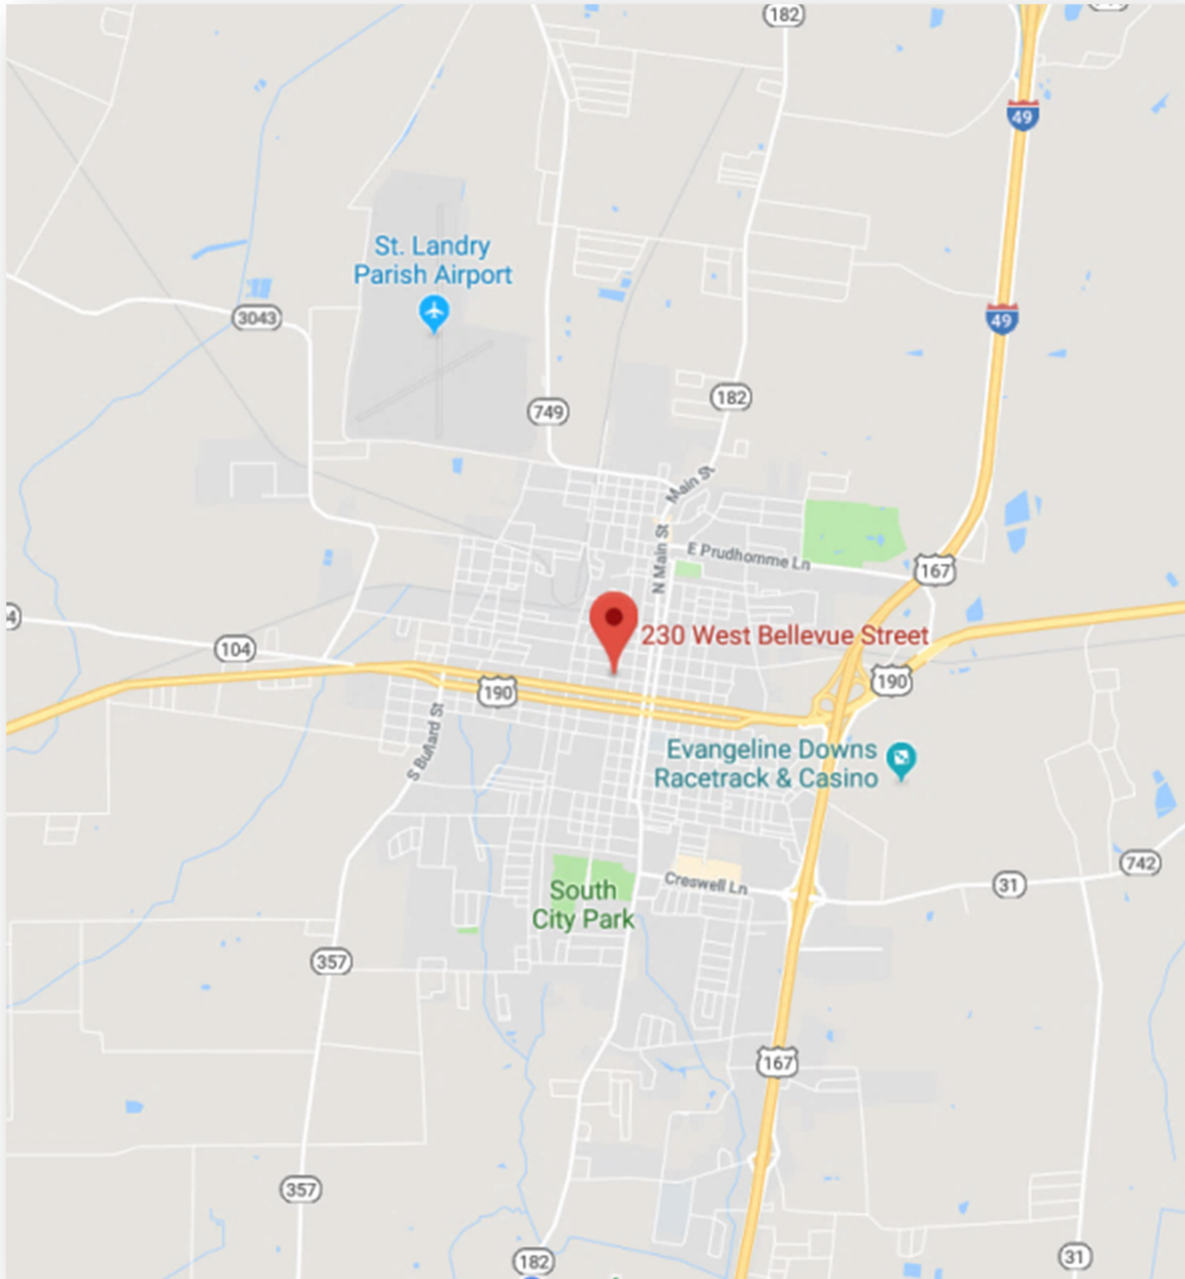 182
49
St. Landry
Parish Airport
3043
49
749
182
Main St
N Main St
E Prudhomme Ln
167
4
104
230 West Bellevue Street
190
190
S Bullard St
Evangeline Downs
Racetrack & Casino
742
31
South
City Park
Creswell Ln
357
167
357
182
31